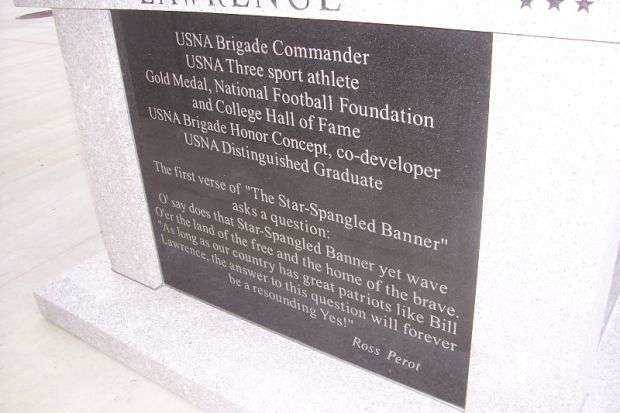 LAWRENCE ★★★
USNA Brigade Commander
USNA Three sport athlete
Gold Medal, National Football Foundation
and College Hall of Fame
USNA Brigade Honor Concept, co-developer
USNA Distinguished Graduate
The first verse of "The Star-Spangled Banner"
asks a question:
O' say does that Star-Spangled Banner yet wave
O'er the land of the free and the home of the brave.
"As long as our country has great patriots like Bill
Lawrence, the answer to this question will forever
be a resounding Yes!"
Ross Perot